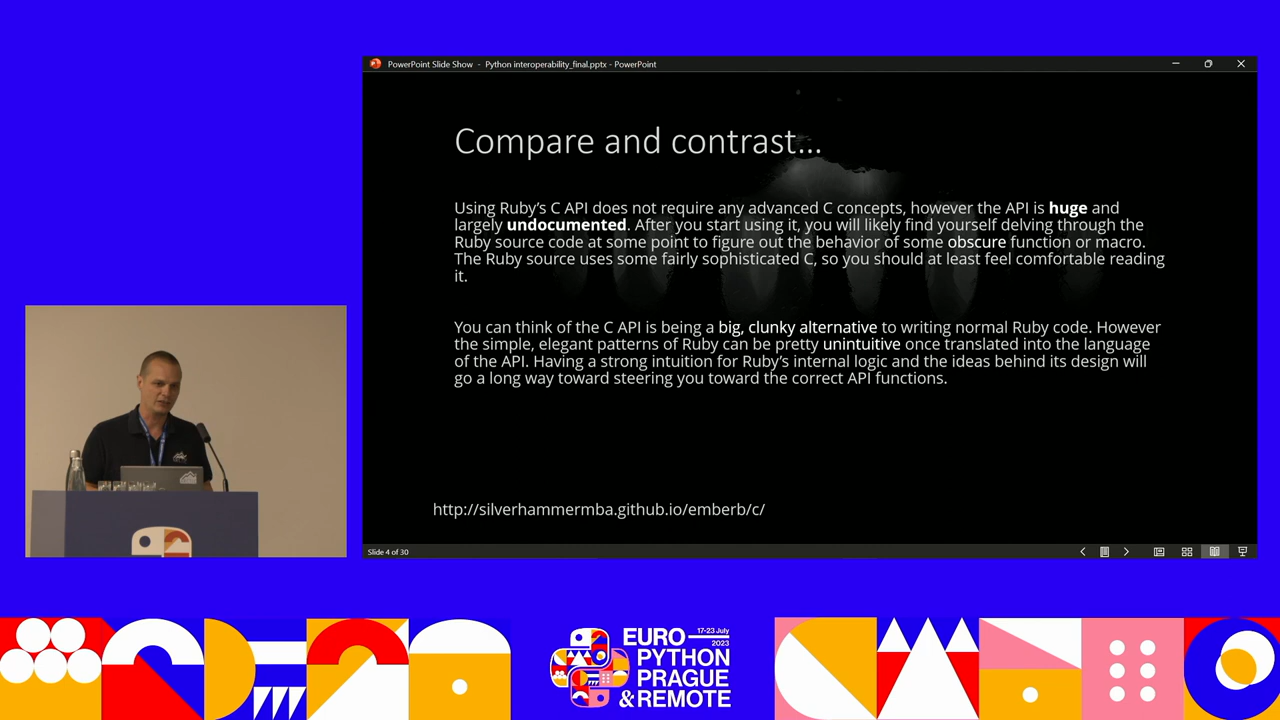 PowerPoint Slide Show - Python interoperability_final.pptx - PowerPoint
Compare and contrast...
Using Ruby's C API does not require any advanced C concepts, however the API is huge and
largely undocumented. After you start using it, you will likely find yourself delving through the
Ruby source code at some point to figure out the behavior of some obscure function or macro.
The Ruby source uses some fairly sophisticated C, so you should at least feel comfortable reading
it.
You can think of the C API is being a big, clunky alternative to writing normal Ruby code. However
the simple, elegant patterns of Ruby can be pretty unintuitive once translated into the language
of the API. Having a strong intuition for Ruby's internal logic and the ideas behind its design will
go a long way toward steering you toward the correct API functions.
http://silverhammermba.github.io/emberb/c/
Slide 4 of 30
EURO
17-23 July
2023
PYTHON
PRAGUE
& REMOTE